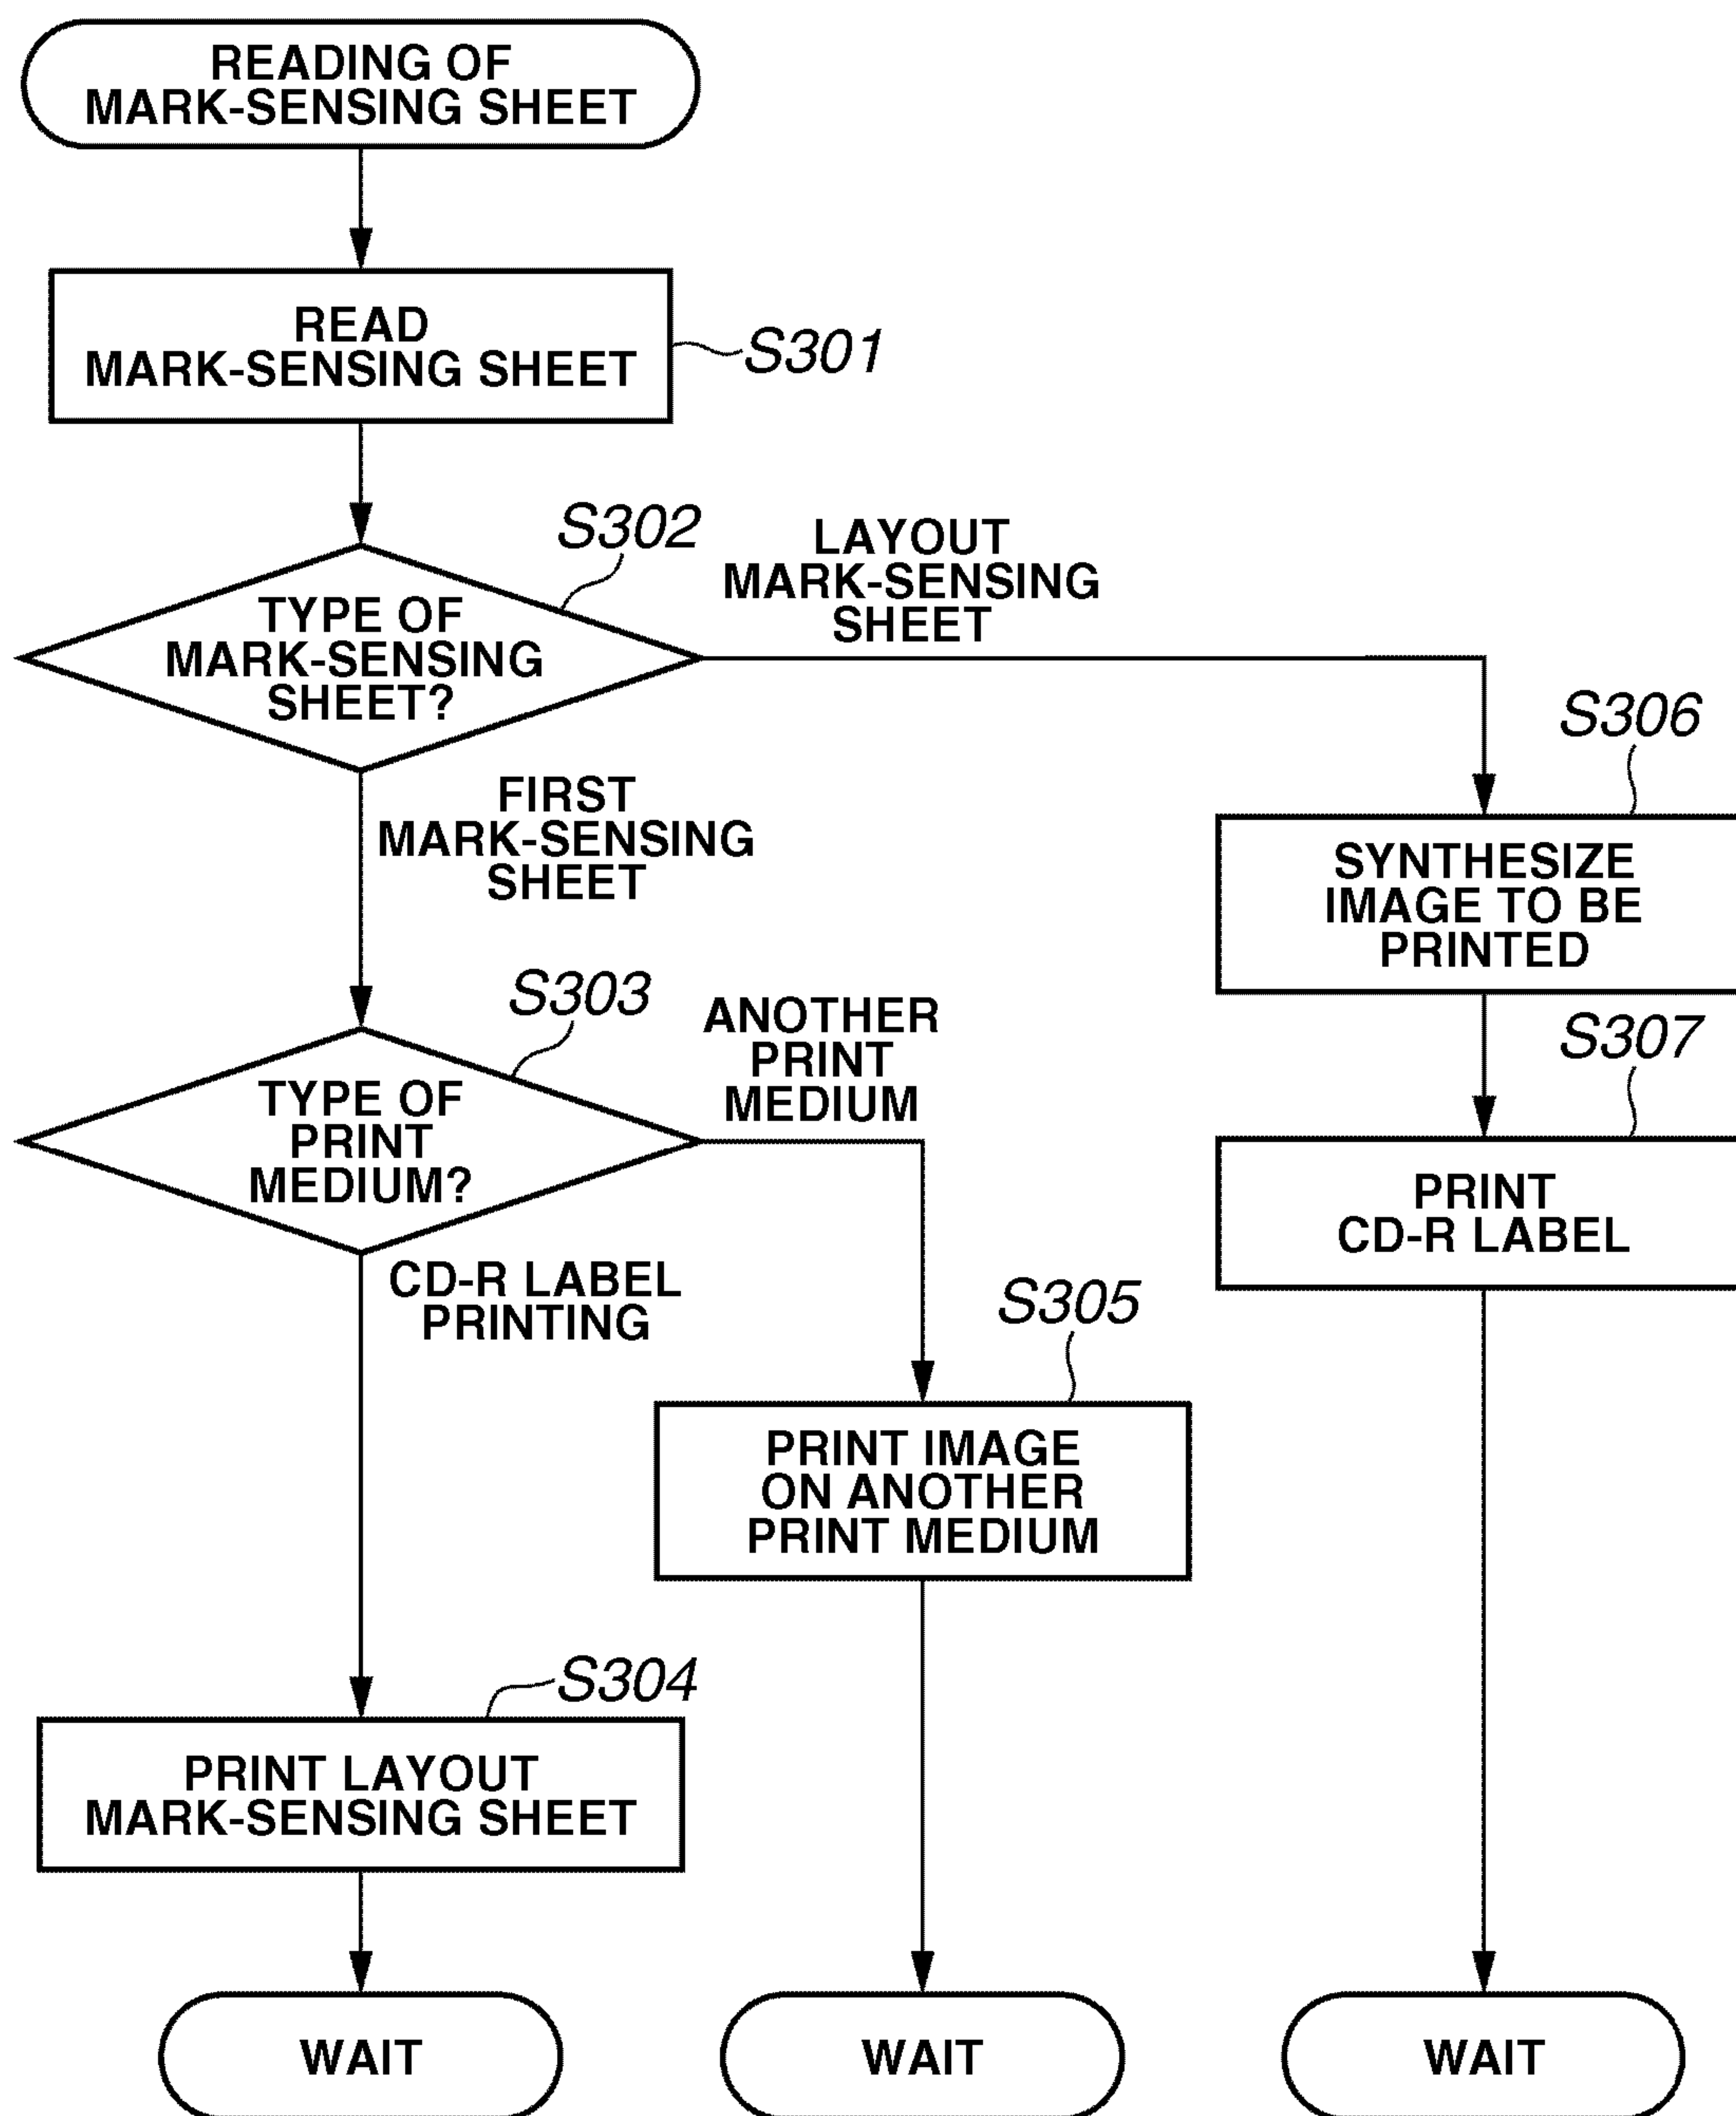 READING OF
MARK-SENSING SHEET
READ
MARK-SENSING SHEET
S301
S302
TYPE OF
MARK-SENSING
SHEET?
LAYOUT
MARK-SENSING
SHEET
FIRST
MARK-SENSING
SHEET
S306
SYNTHESIZE
IMAGE TO BE
PRINTED
S303
TYPE OF
PRINT
MEDIUM?
ANOTHER
PRINT
MEDIUM
S307
PRINT
CD-R LABEL
CD-R LABEL
PRINTING
S305
PRINT IMAGE
ON ANOTHER
PRINT MEDIUM
S304
PRINT LAYOUT
MARK-SENSING SHEET
WAIT
WAIT
WAIT